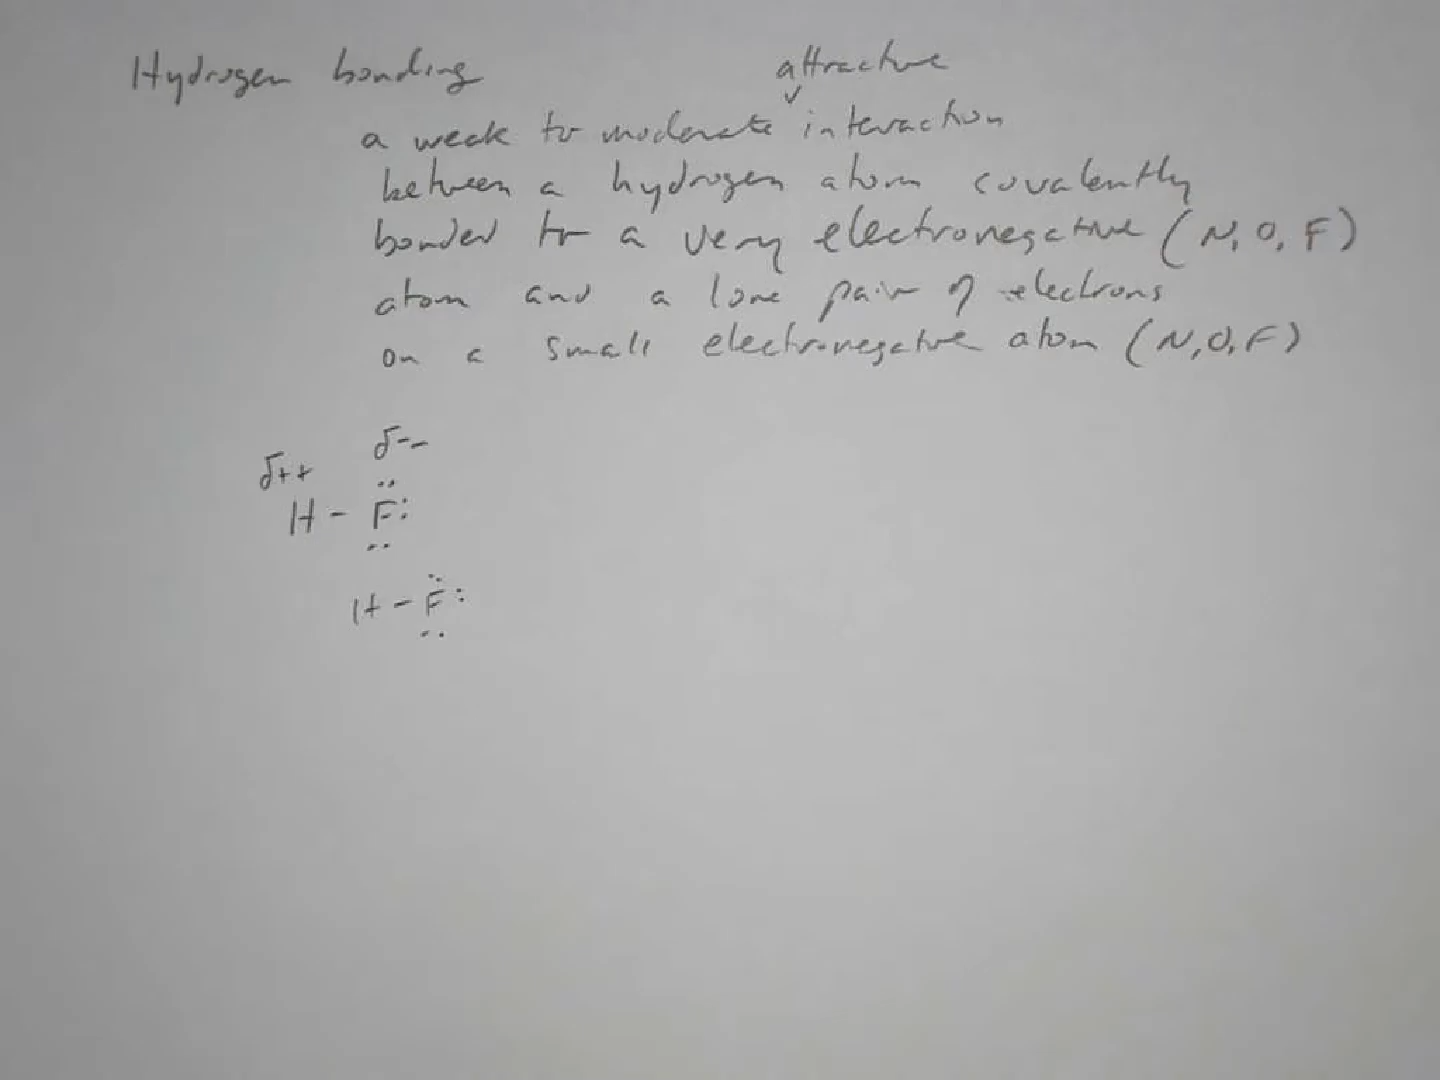 Hydrogen bonding
attractive
a weak to moderate interaction
between a hydrogen atom covalently
bonded to a very electronegative (N, O, F)
atom and a lone pair of electrons
on a small electronegative atom (N, O, F)
δ--
δ++
H - F:
H - F: